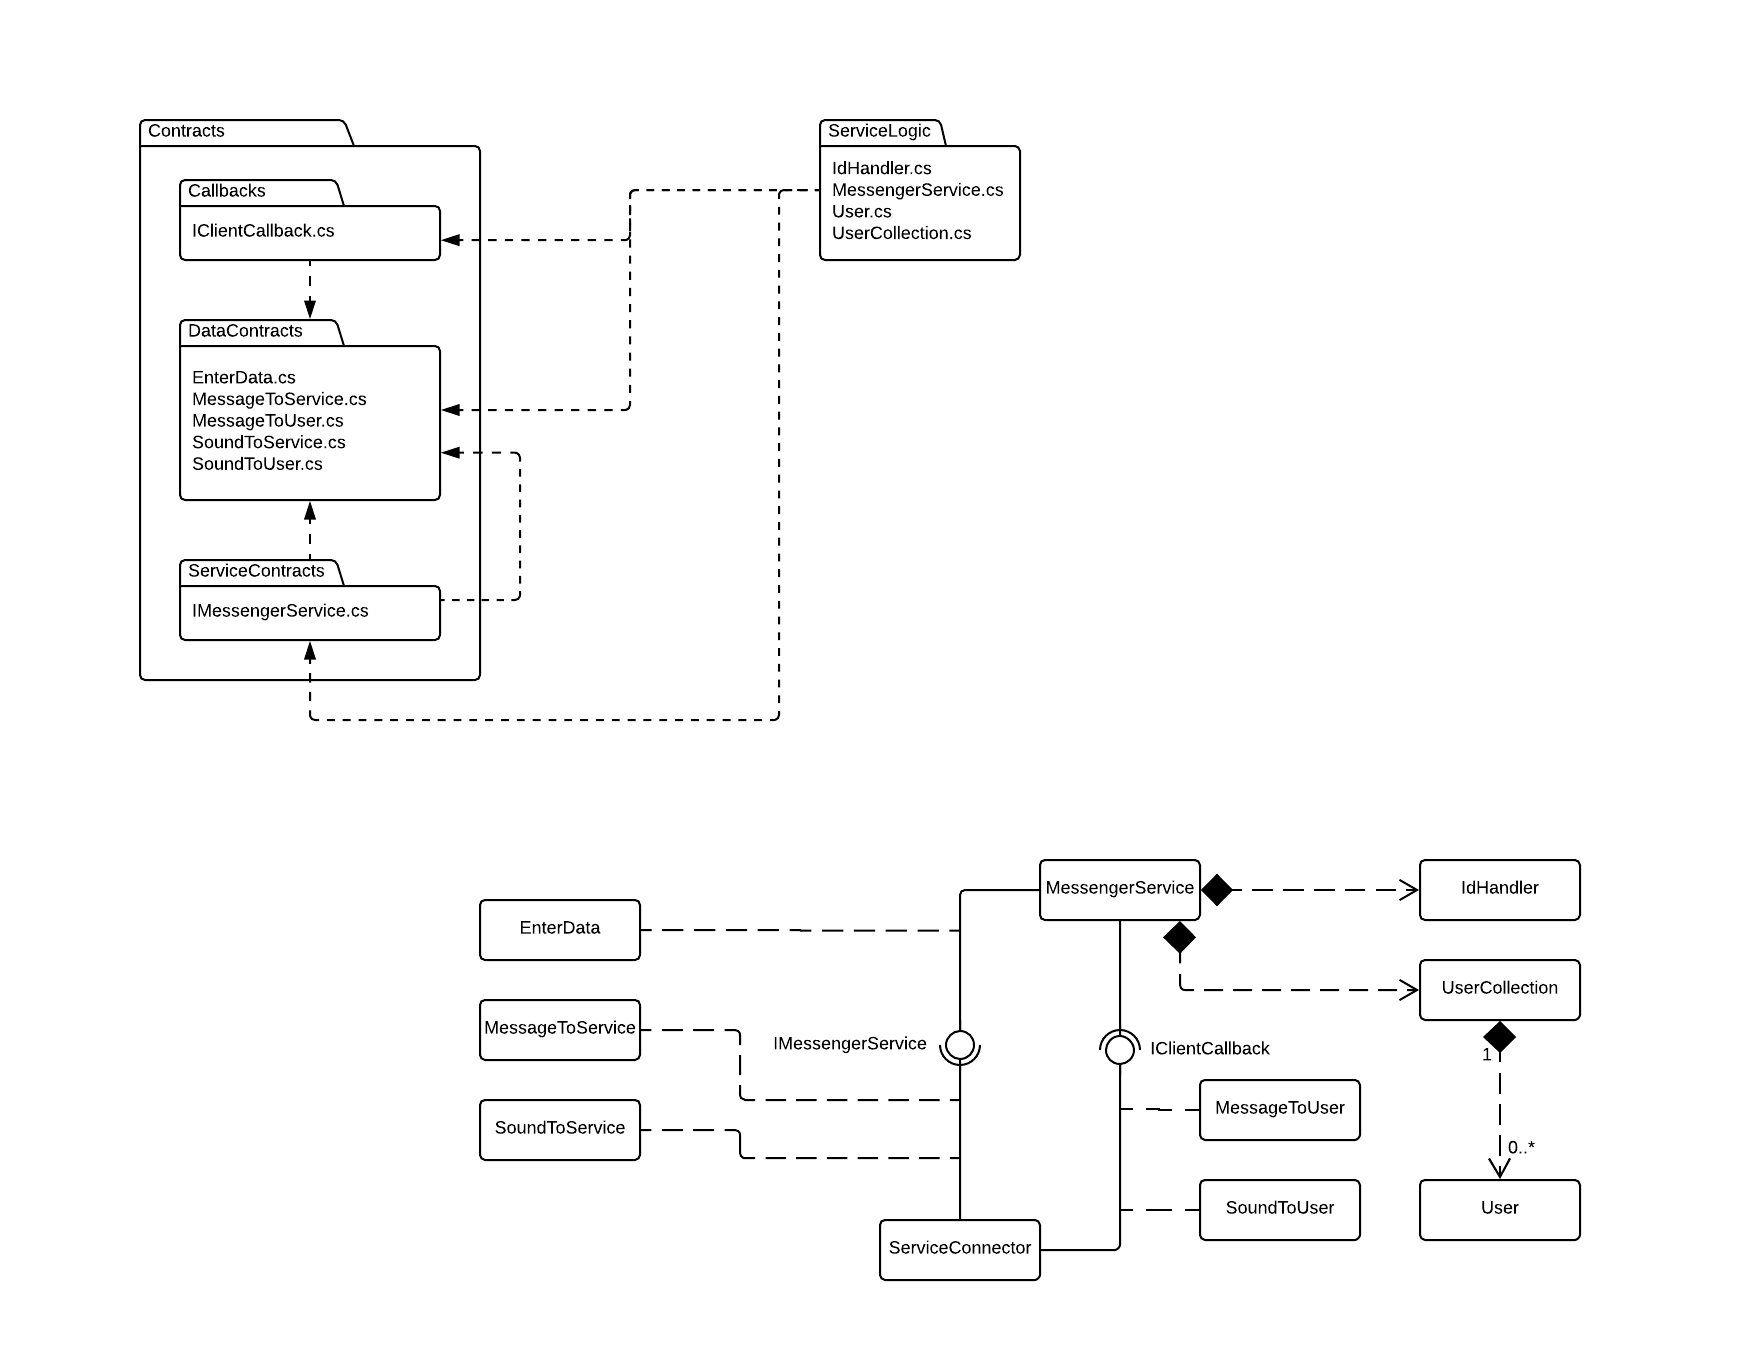 Contracts
Callbacks
IClientCallback.cs
DataContracts
EnterData.cs
MessageToService.cs
MessageToUser.cs
SoundToService.cs
SoundToUser.cs
ServiceContracts
IMessengerService.cs
ServiceLogic
IdHandler.cs
MessengerService.cs
User.cs
UserCollection.cs
MessengerService
IdHandler
EnterData
UserCollection
MessageToService
IMessengerService
IClientCallback
1
MessageToUser
SoundToService
0..*
SoundToUser
User
ServiceConnector